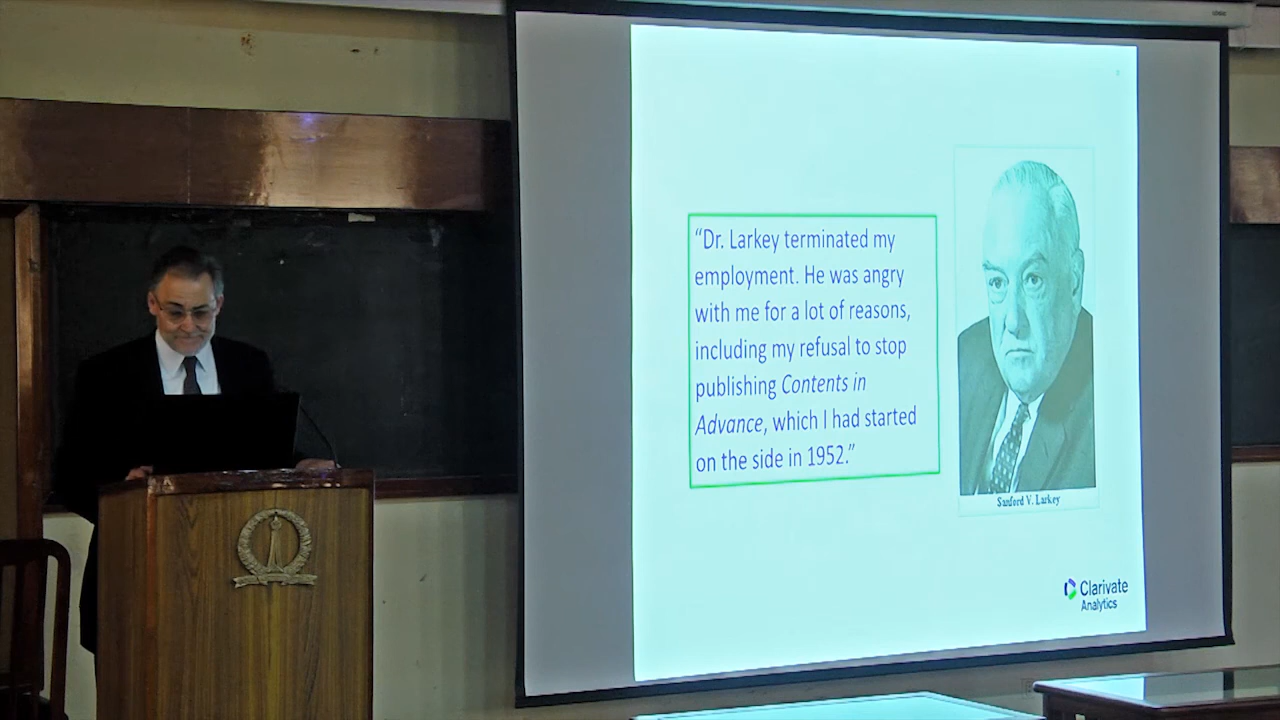 “Dr. Larkey terminated my
employment. He was angry
with me for a lot of reasons,
including my refusal to stop
publishing Contents in
Advance, which I had started
on the side in 1952.”
Sanford V. Larkey
Clarivate
Analytics